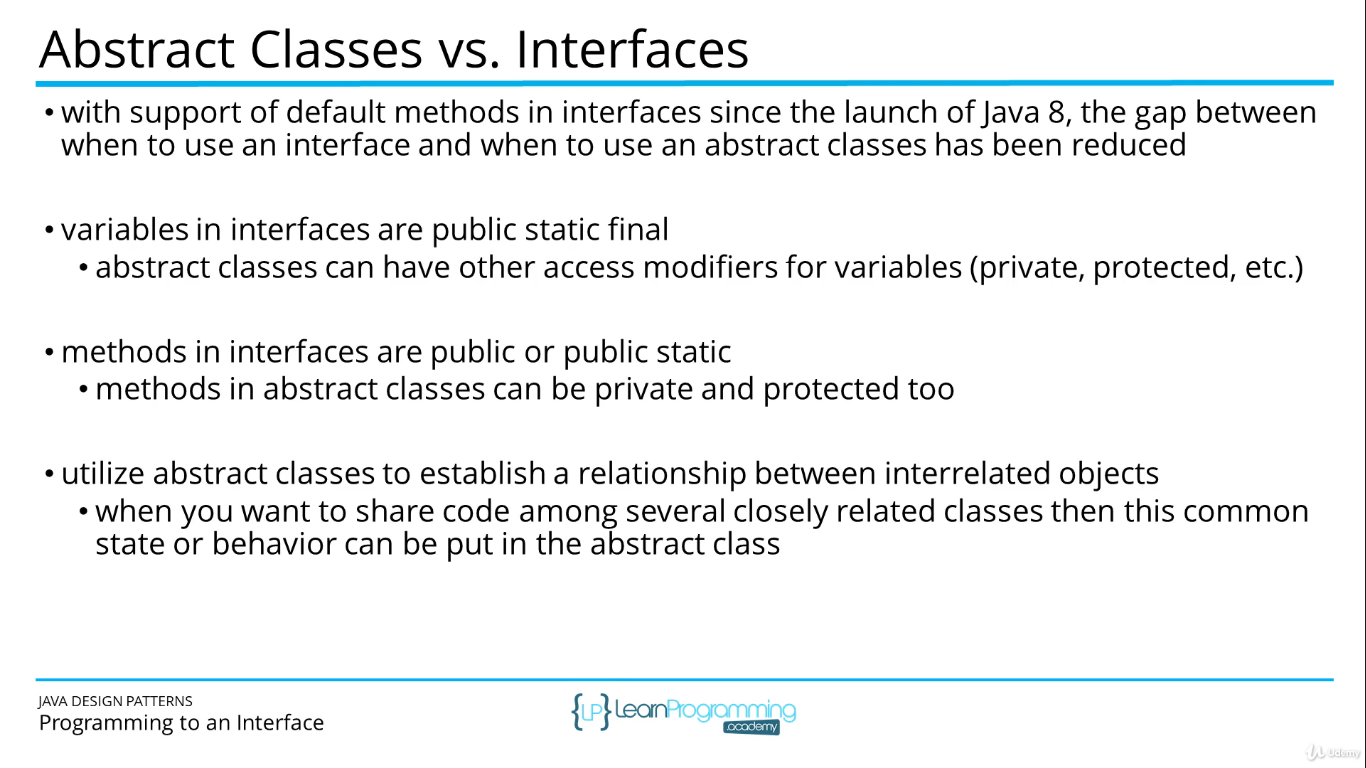 Abstract Classes vs. Interfaces
• with support of default methods in interfaces since the launch of Java 8, the gap between
when to use an interface and when to use an abstract classes has been reduced
• variables in interfaces are public static final
• abstract classes can have other access modifiers for variables (private, protected, etc.)
• methods in interfaces are public or public static
• methods in abstract classes can be private and protected too
• utilize abstract classes to establish a relationship between interrelated objects
• when you want to share code among several closely related classes then this common
state or behavior can be put in the abstract class
JAVA DESIGN PATTERNS
Programming to an Interface
{LP} LearnProgramming
.academy
Udemy